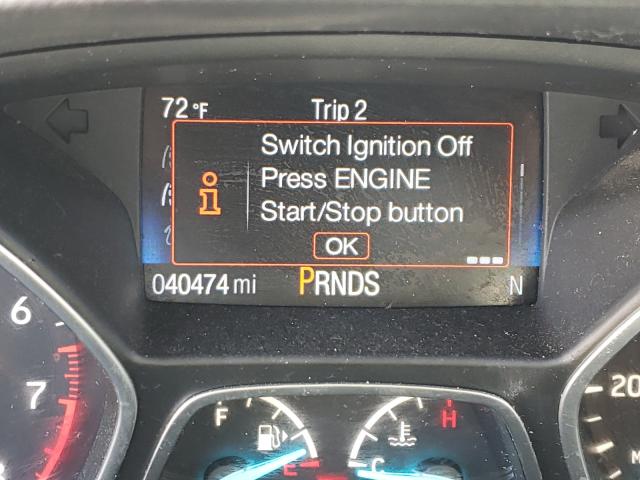 72°F Trip 2
Switch Ignition Off
Press ENGINE
Start/Stop button
OK
040474 mi PRNDS N
6
7
20
F H
E C